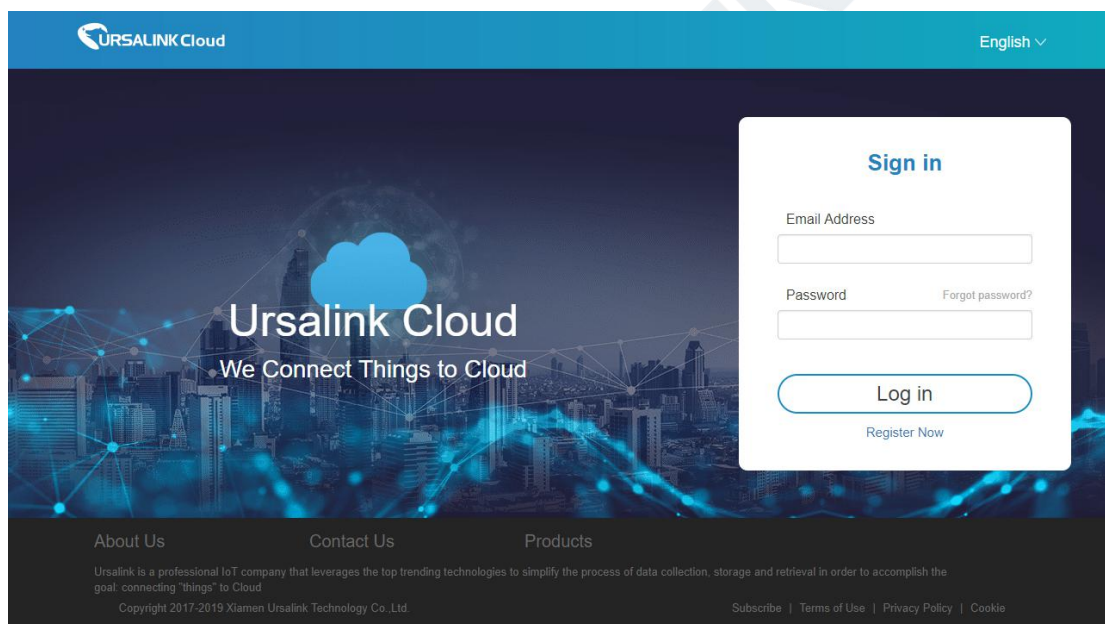 URSALINK Cloud
English
Sign in
Email Address
Password Forgot password?
Ursalink Cloud
We Connect Things to Cloud
Log in
Register Now
About Us Contact Us Products
Ursalink is a professional IoT company that leverages the top trending technologies to simplify the process of data collection, storage and retrieval in order to accomplish the
goal: connecting "things" to Cloud
Copyright 2017-2019 Xiamen Ursalink Technology Co.,Ltd. Subscribe | Terms of Use | Privacy Policy | Cookie